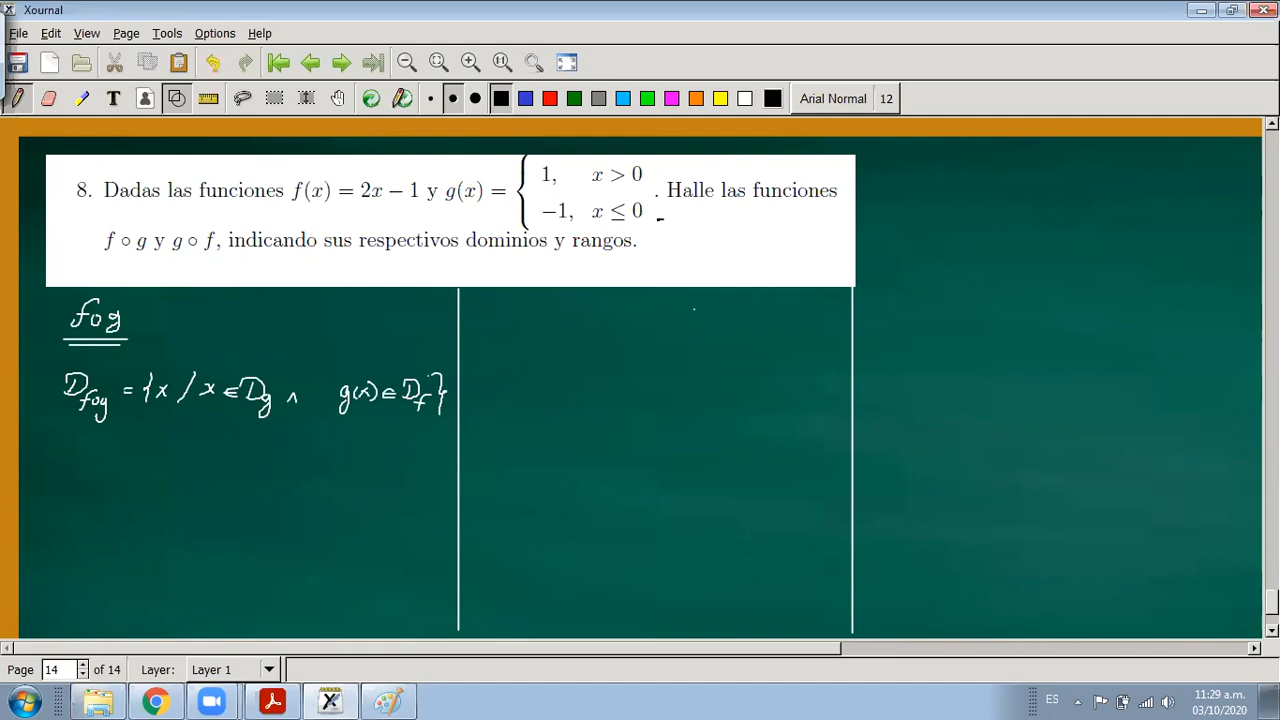 Xournal
File Edit View Page Tools Options Help
Arial Normal 12
8. Dadas las funciones f(x) = 2x − 1 y g(x) = { 1, x > 0
−1, x ≤ 0 . Halle las funciones
f ∘ g y g ∘ f, indicando sus respectivos dominios y rangos.
fog
D_fog = {x / x ∈ D_g ∧ g(x) ∈ D_f}
Page 14 of 14 Layer: Layer 1
ES 11:29 a.m.
03/10/2020